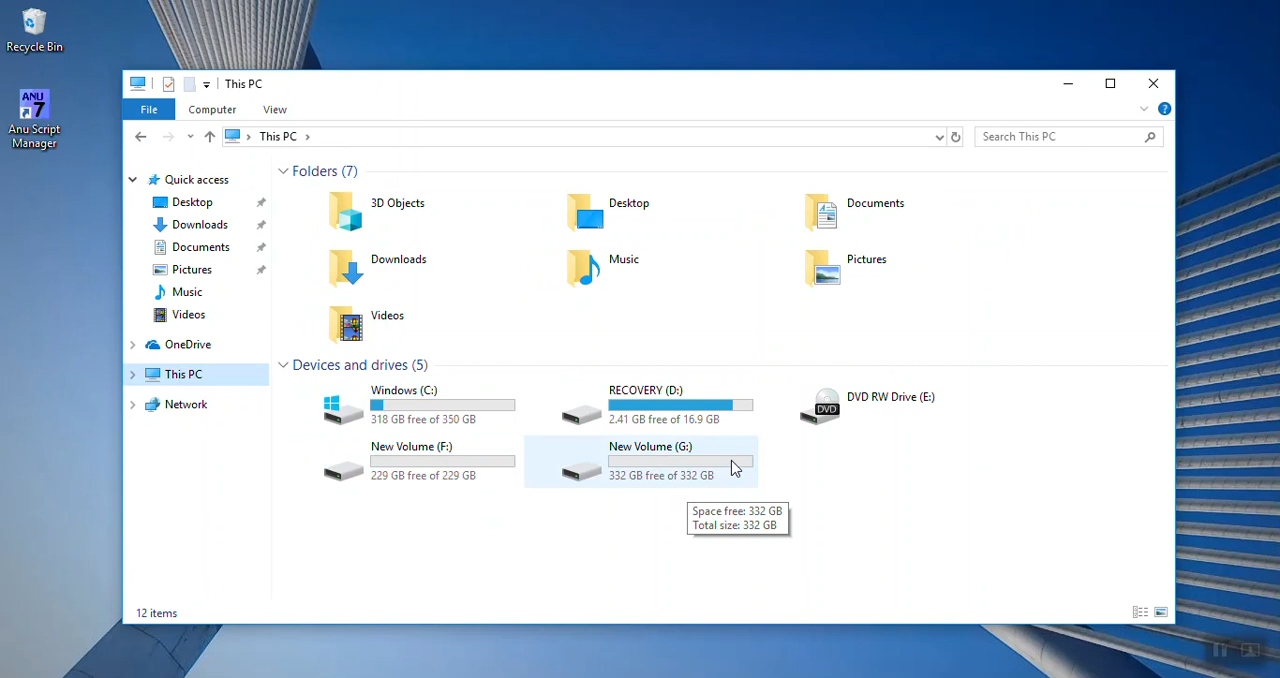 Recycle Bin
ANU
7
Anu Script
Manager
This PC
File
Computer
View
?
This PC
Search This PC
Quick access
Desktop
Downloads
Documents
Pictures
Music
Videos
OneDrive
This PC
Network
Folders (7)
3D Objects
Desktop
Documents
Downloads
Music
Pictures
Videos
Devices and drives (5)
Windows (C:)
318 GB free of 350 GB
RECOVERY (D:)
2.41 GB free of 16.9 GB
DVD
DVD RW Drive (E:)
New Volume (F:)
229 GB free of 229 GB
New Volume (G:)
332 GB free of 332 GB
Space free: 332 GB
Total size: 332 GB
12 items